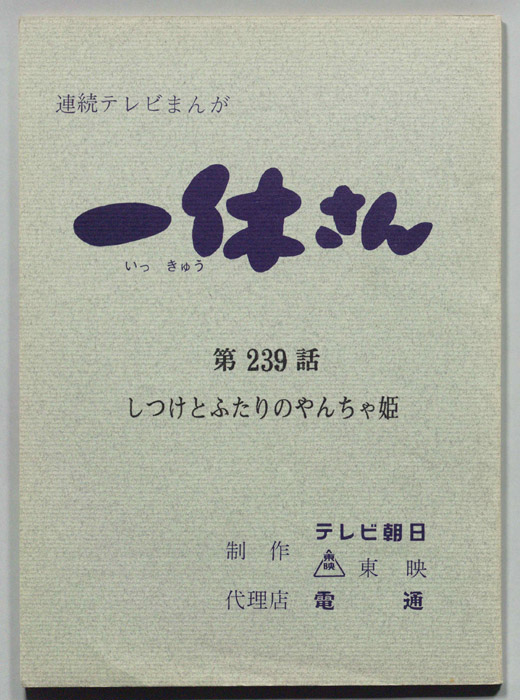 連続テレビまんが
一休さん
いっ きゅう
第239話
しつけとふたりのやんちゃ姫
制作 テレビ朝日
東映 東映
代理店 電通